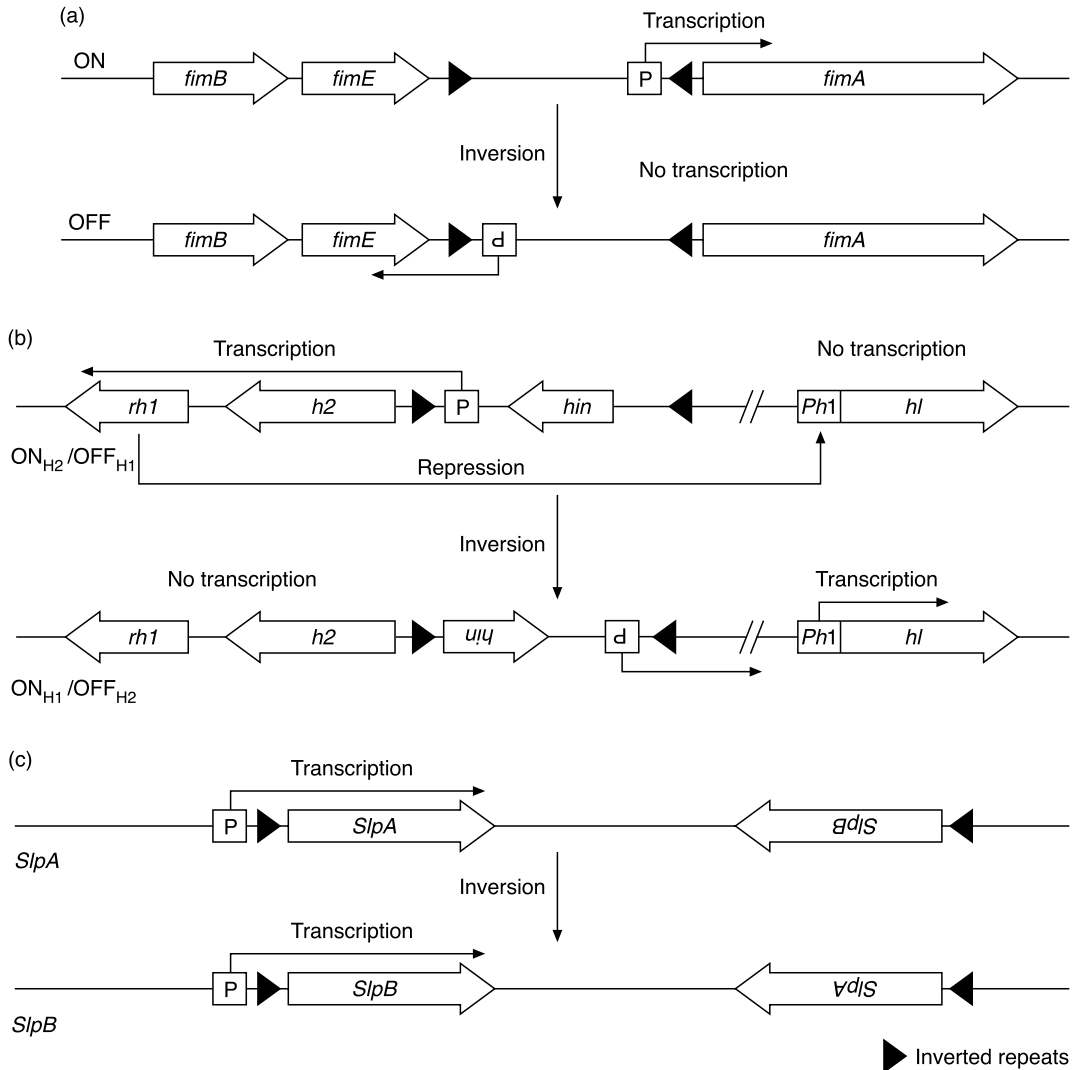 (a)
Transcription
ON
fimB
fimE
P
fimA
Inversion
No transcription
OFF
fimB
fimE
P
fimA
(b)
Transcription
No transcription
rh1
h2
P
hin
Ph1
hl
ON H2 /OFF H1
Repression
Inversion
No transcription
Transcription
rh1
h2
hin
P
Ph1
hl
ON H1 /OFF H2
(c)
Transcription
P
SlpA
SlpB
SlpA
Inversion
Transcription
P
SlpB
SlpA
SlpB
Inverted repeats